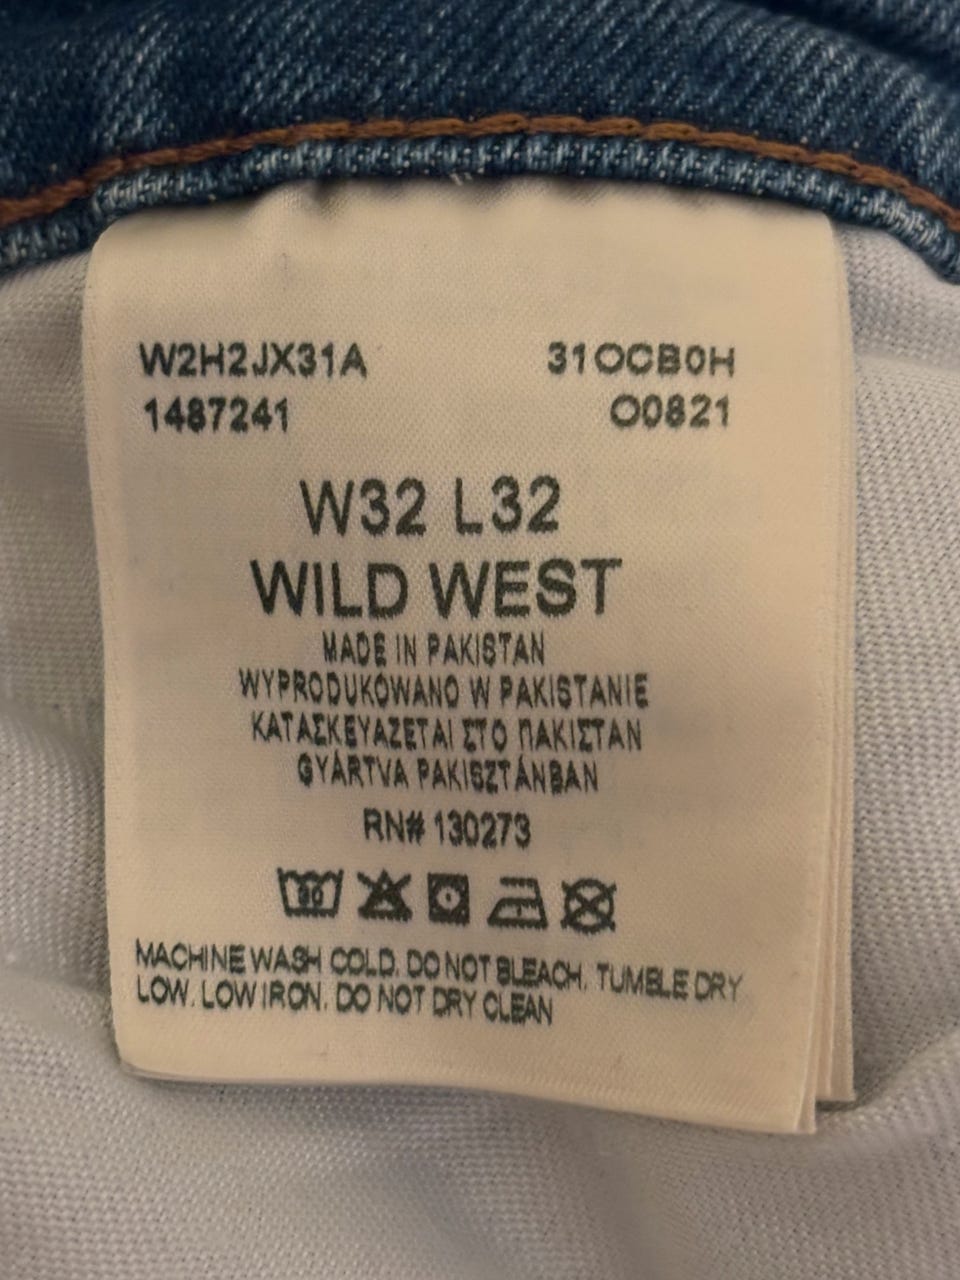 W2H2JX31A 31OCB0H
1487241 O0821
W32 L32
WILD WEST
MADE IN PAKISTAN
WYPRODUKOWANO W PAKISTANIE
ΚΑΤΑΣΚΕΥΑΖΕΤΑΙ ΣΤΟ ΠΑΚΙΣΤΑΝ
GYÁRTVA PAKISZTÁNBAN
RN# 130273
30
MACHINE WASH COLD. DO NOT BLEACH. TUMBLE DRY
LOW. LOW IRON. DO NOT DRY CLEAN